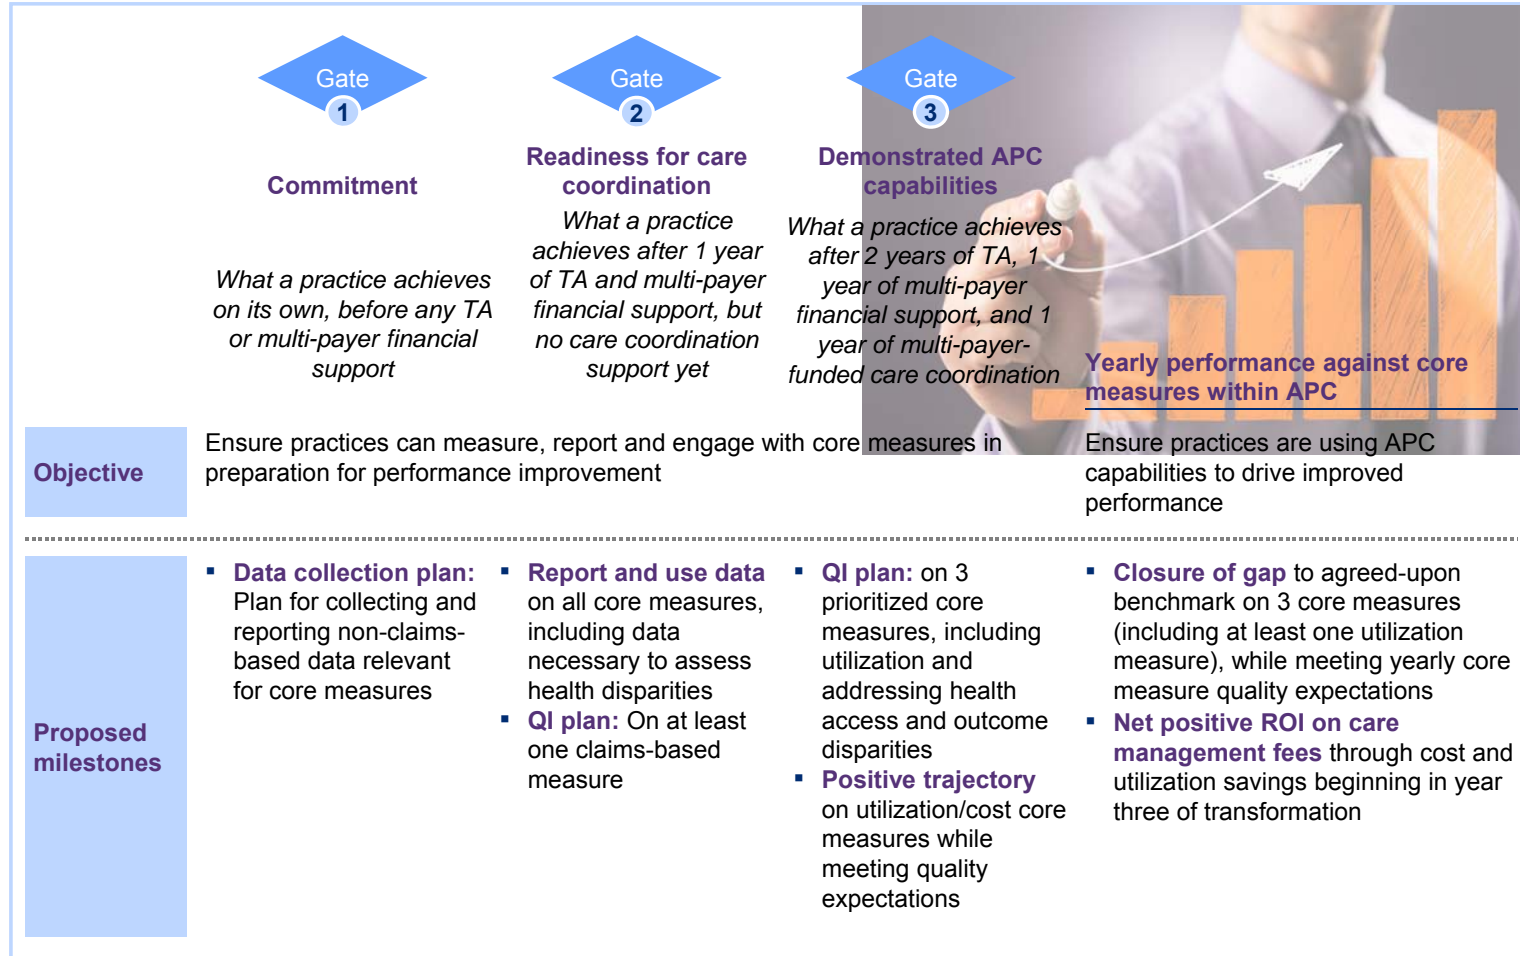 Gate
1
Commitment
What a practice achieves
on its own, before any TA
or multi-payer financial
support
Gate
2
Readiness for care
coordination
What a practice
achieves after 1 year
of TA and multi-payer
financial support, but
no care coordination
support yet
Gate
3
Demonstrated APC
capabilities
What a practice achieves
after 2 years of TA, 1
year of multi-payer
financial support, and 1
year of multi-payer-
funded care coordination
Yearly performance against core
measures within APC
Objective
Ensure practices can measure, report and engage with core measures in
preparation for performance improvement
Ensure practices are using APC
capabilities to drive improved
performance
Proposed
milestones
▪ Data collection plan:
Plan for collecting and
reporting non-claims-
based data relevant
for core measures
▪ Report and use data
on all core measures,
including data
necessary to assess
health disparities
▪ QI plan: On at least
one claims-based
measure
▪ QI plan: on 3
prioritized core
measures, including
utilization and
addressing health
access and outcome
disparities
▪ Positive trajectory
on utilization/cost core
measures while
meeting quality
expectations
▪ Closure of gap to agreed-upon
benchmark on 3 core measures
(including at least one utilization
measure), while meeting yearly core
measure quality expectations
▪ Net positive ROI on care
management fees through cost and
utilization savings beginning in year
three of transformation